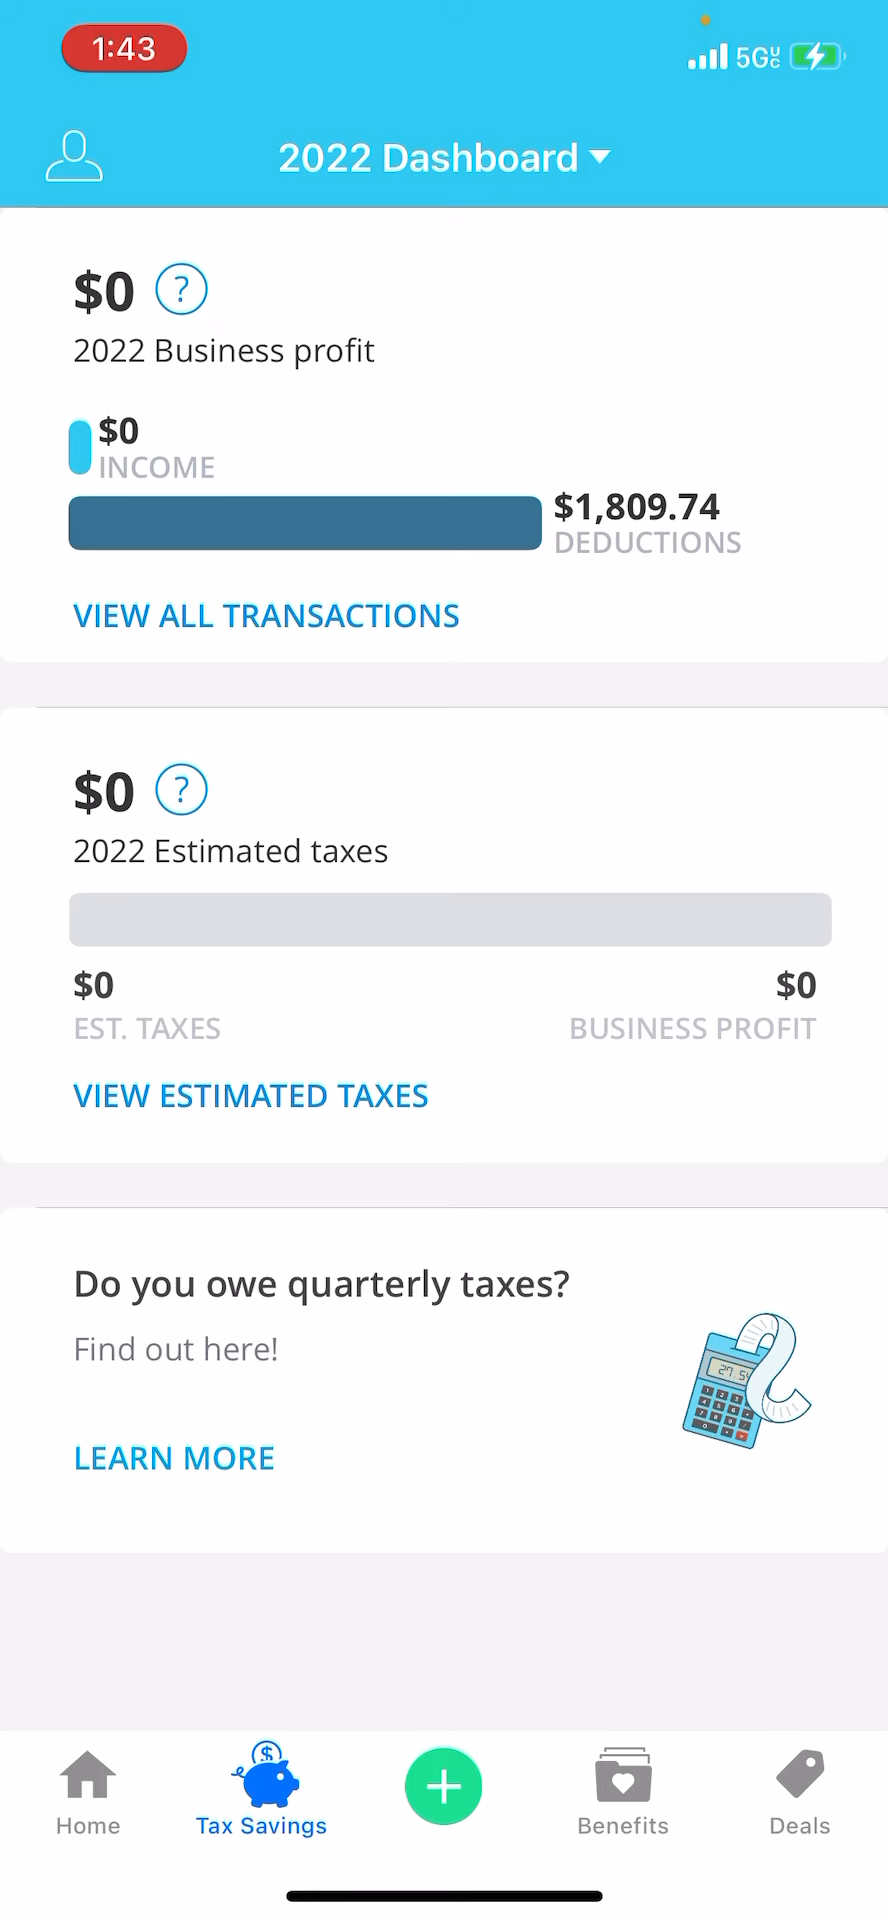 1:43
5GUC
2022 Dashboard
$0 ?
2022 Business profit
$0
INCOME
$1,809.74
DEDUCTIONS
VIEW ALL TRANSACTIONS
$0 ?
2022 Estimated taxes
$0 $0
EST. TAXES BUSINESS PROFIT
VIEW ESTIMATED TAXES
Do you owe quarterly taxes?
Find out here!
LEARN MORE
$
Home Tax Savings + Benefits Deals